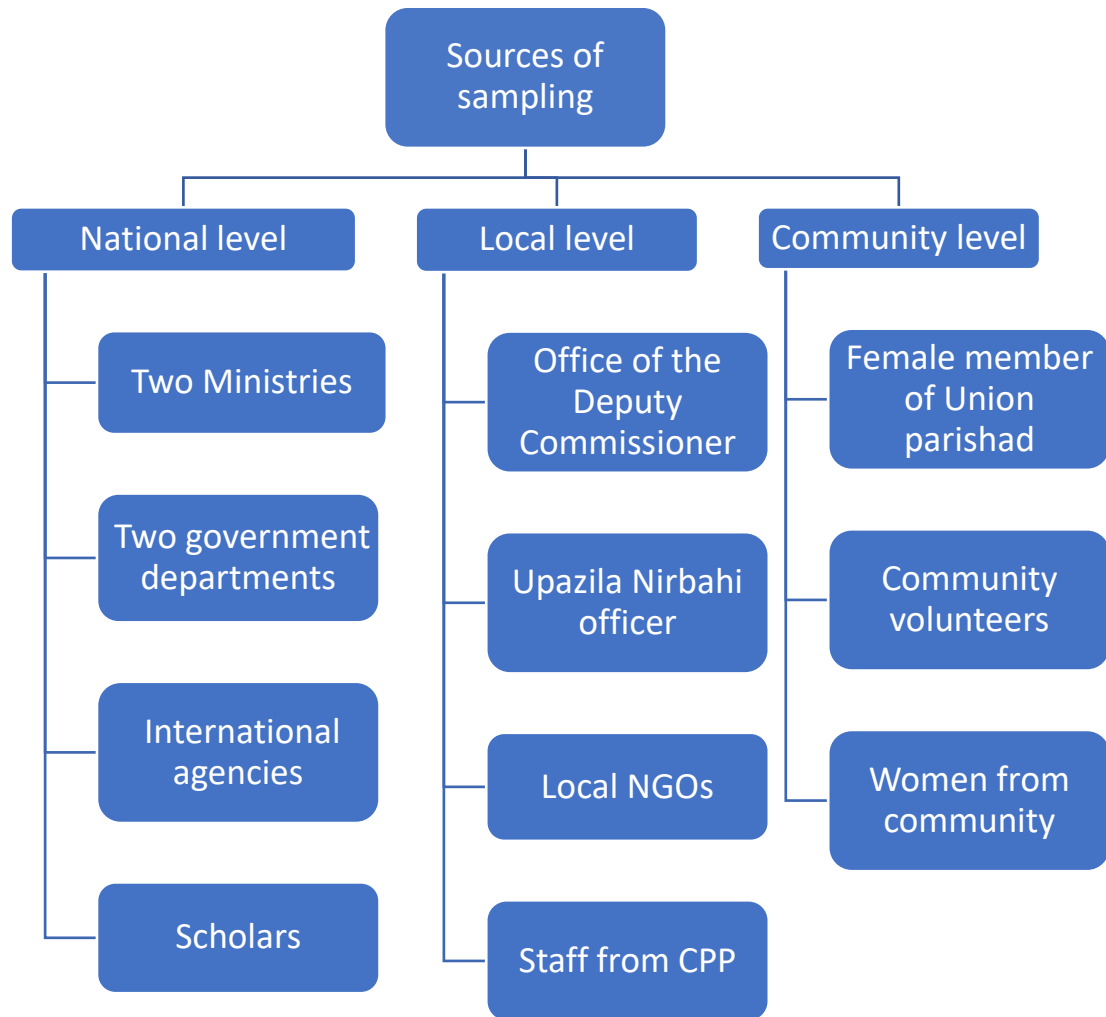 Sources of
sampling
National level
Two Ministries
Two government
departments
International
agencies
Scholars
Local level
Office of the
Deputy
Commissioner
Upazila Nirbahi
officer
Local NGOs
Staff from CPP
Community level
Female member
of Union
parishad
Community
volunteers
Women from
community